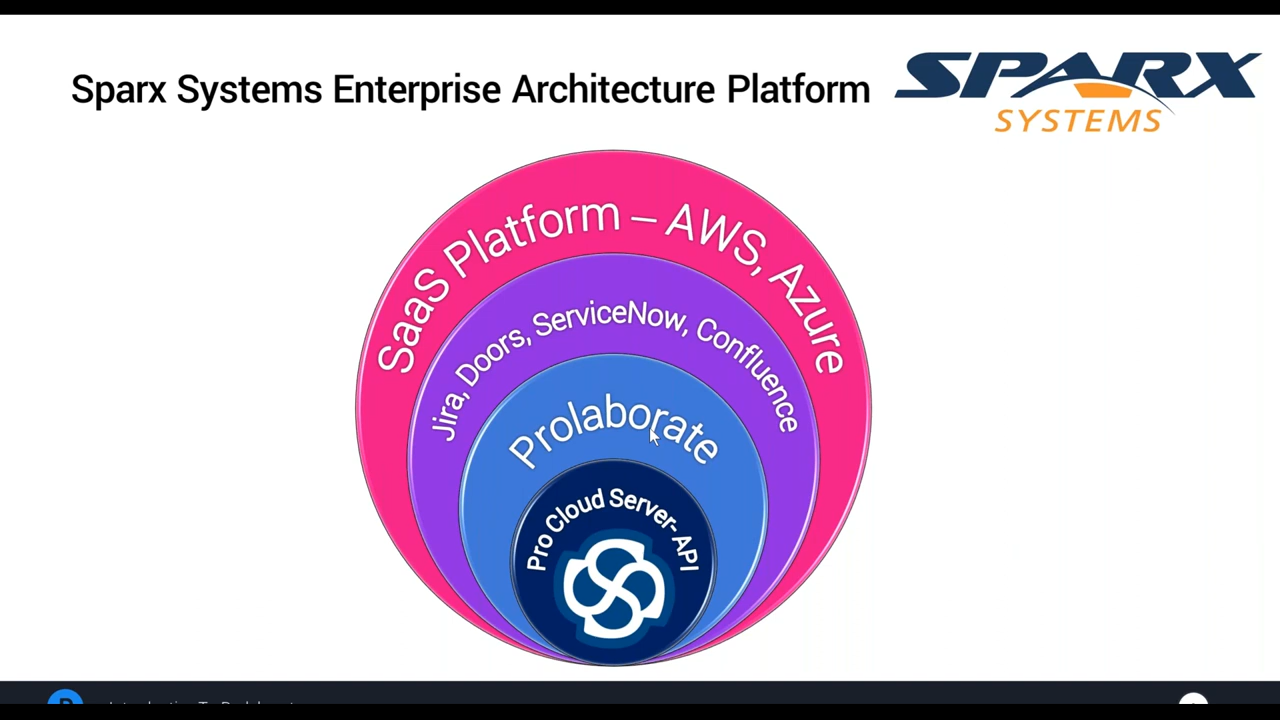 Sparx Systems Enterprise Architecture Platform
SPARX
SYSTEMS
SaaS Platform – AWS, Azure
Jira, Doors, ServiceNow, Confluence
Prolaborate
Pro Cloud Server- API